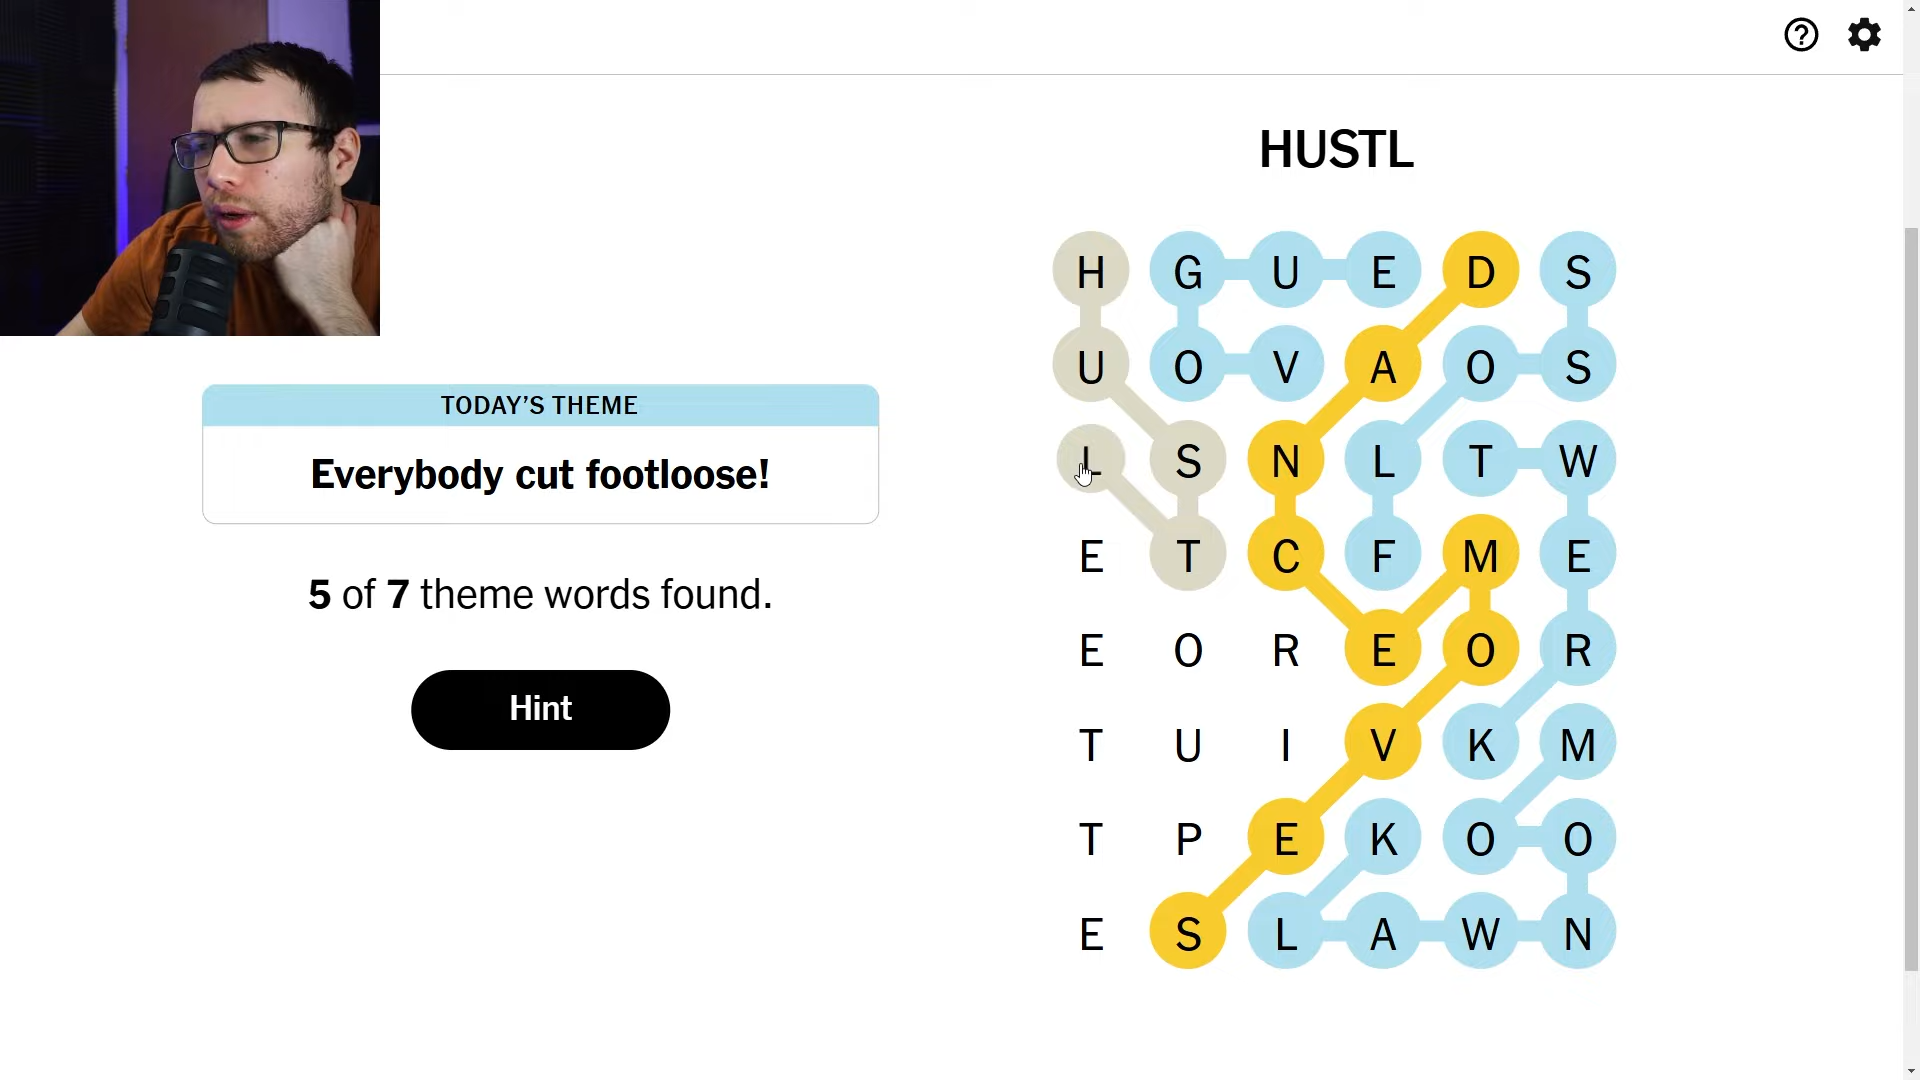 HUSTL
H G U E D S
U O V A O S
TODAY’S THEME
Everybody cut footloose!
L S N L T W
E T C F M E
5 of 7 theme words found.
E O R E O R
Hint
T U I V K M
T P E K O O
E S L A W N